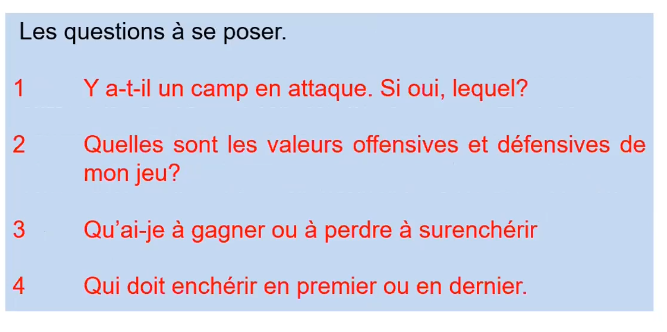 Les questions à se poser.
1 Y a-t-il un camp en attaque. Si oui, lequel?
2 Quelles sont les valeurs offensives et défensives de
mon jeu?
3 Qu’ai-je à gagner ou à perdre à surenchérir
4 Qui doit enchérir en premier ou en dernier.